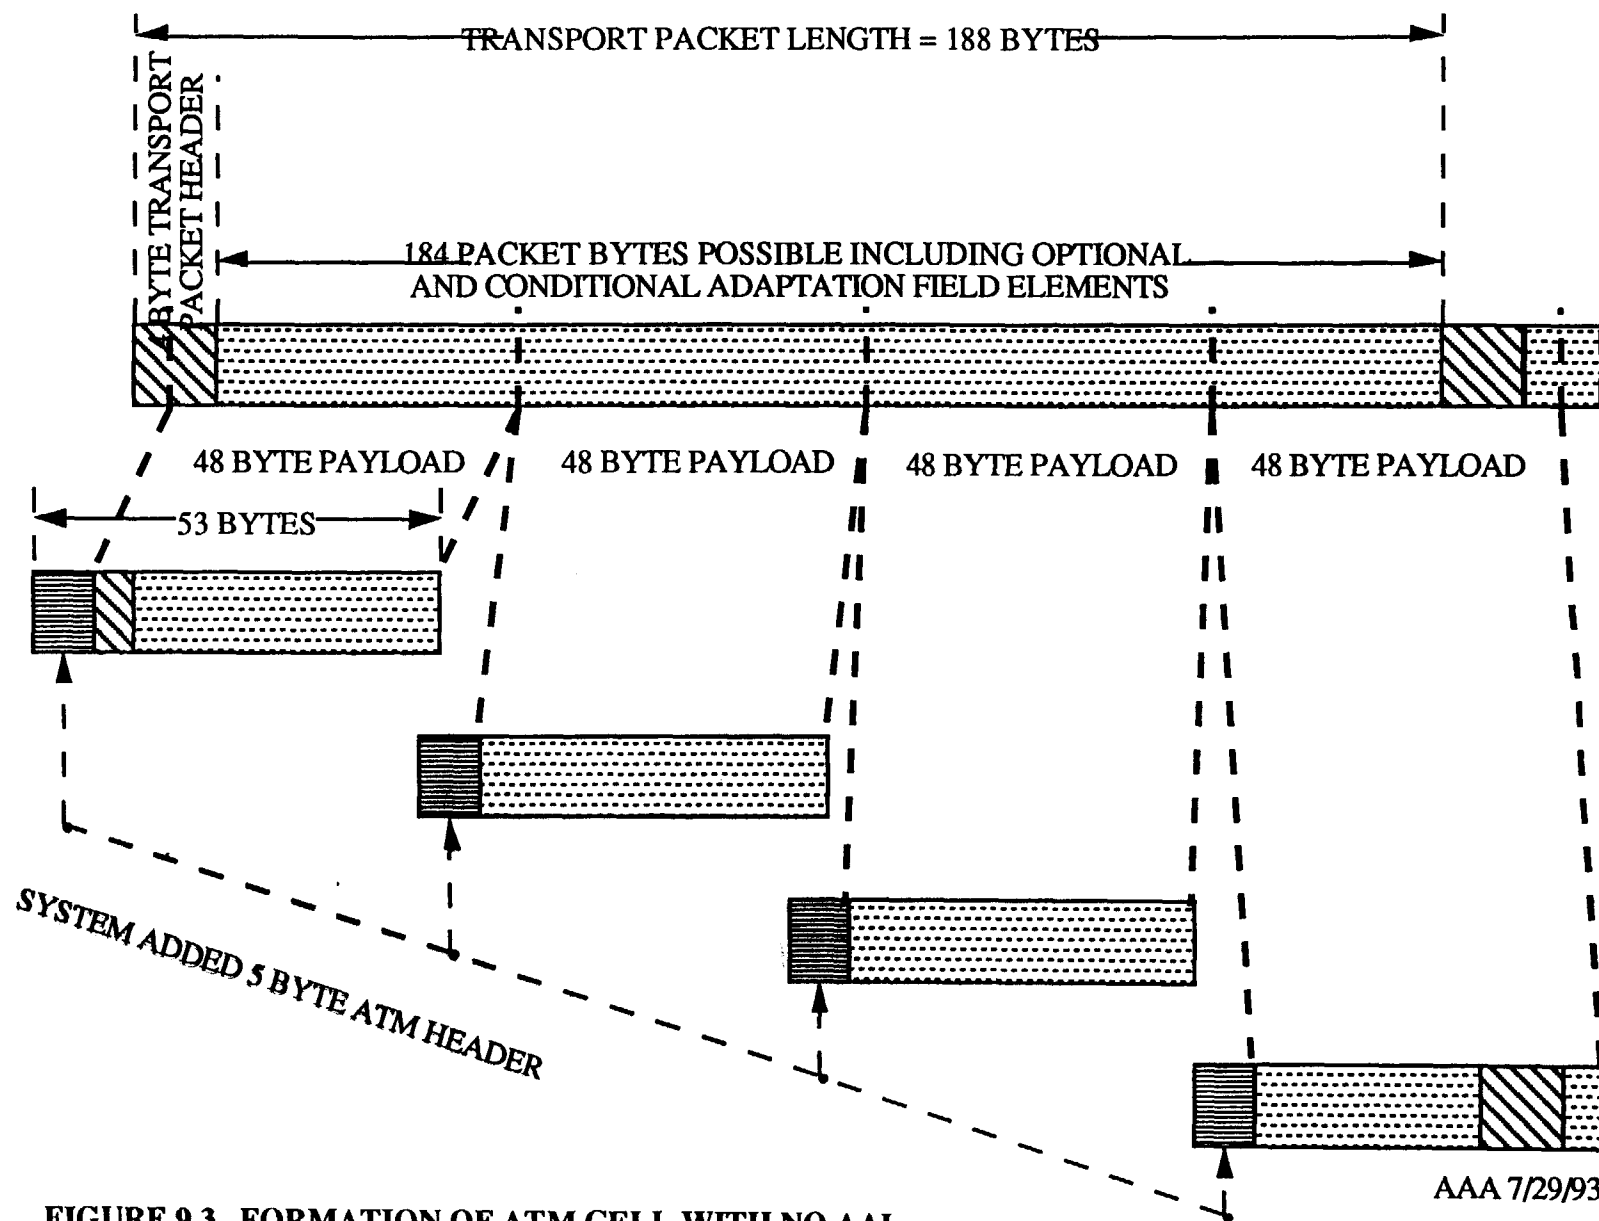 TRANSPORT PACKET LENGTH = 188 BYTES
4 BYTE TRANSPORT
PACKET HEADER
184 PACKET BYTES POSSIBLE INCLUDING OPTIONAL
AND CONDITIONAL ADAPTATION FIELD ELEMENTS
48 BYTE PAYLOAD
48 BYTE PAYLOAD
48 BYTE PAYLOAD
48 BYTE PAYLOAD
53 BYTES
SYSTEM ADDED 5 BYTE ATM HEADER
AAA 7/29/93
FIGURE 9.3 FORMATION OF ATM CELL WITH NO AAL